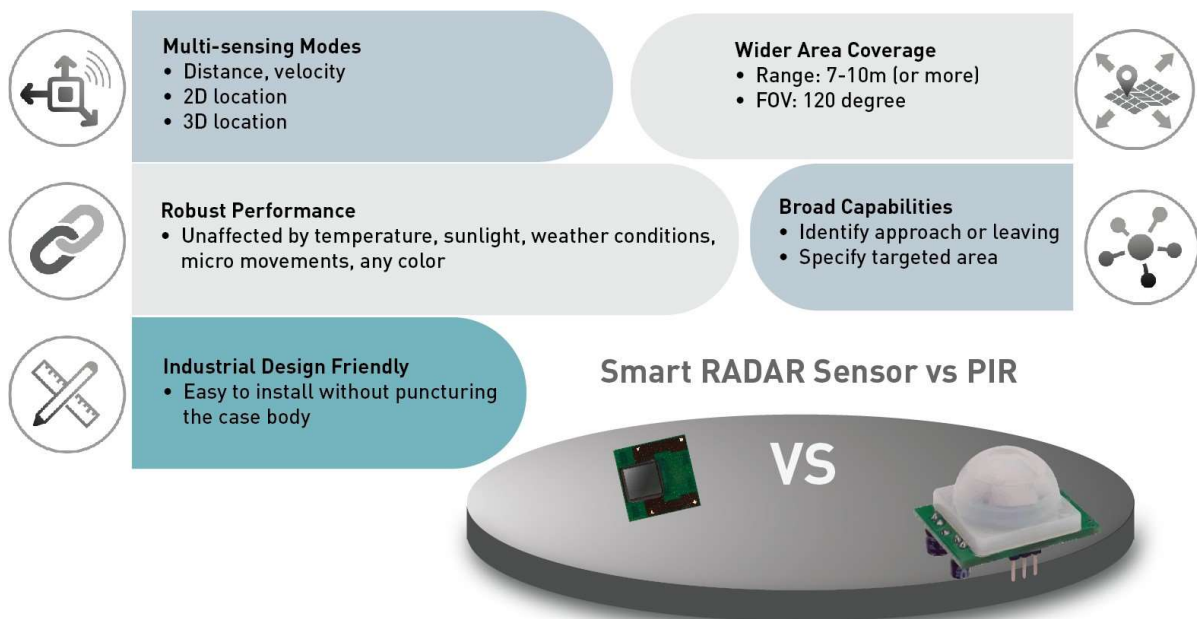 Multi-sensing Modes
• Distance, velocity
• 2D location
• 3D location
Wider Area Coverage
• Range: 7-10m (or more)
• FOV: 120 degree
Robust Performance
• Unaffected by temperature, sunlight, weather conditions,
micro movements, any color
Broad Capabilities
• Identify approach or leaving
• Specify targeted area
Industrial Design Friendly
• Easy to install without puncturing
the case body
Smart RADAR Sensor vs PIR
VS